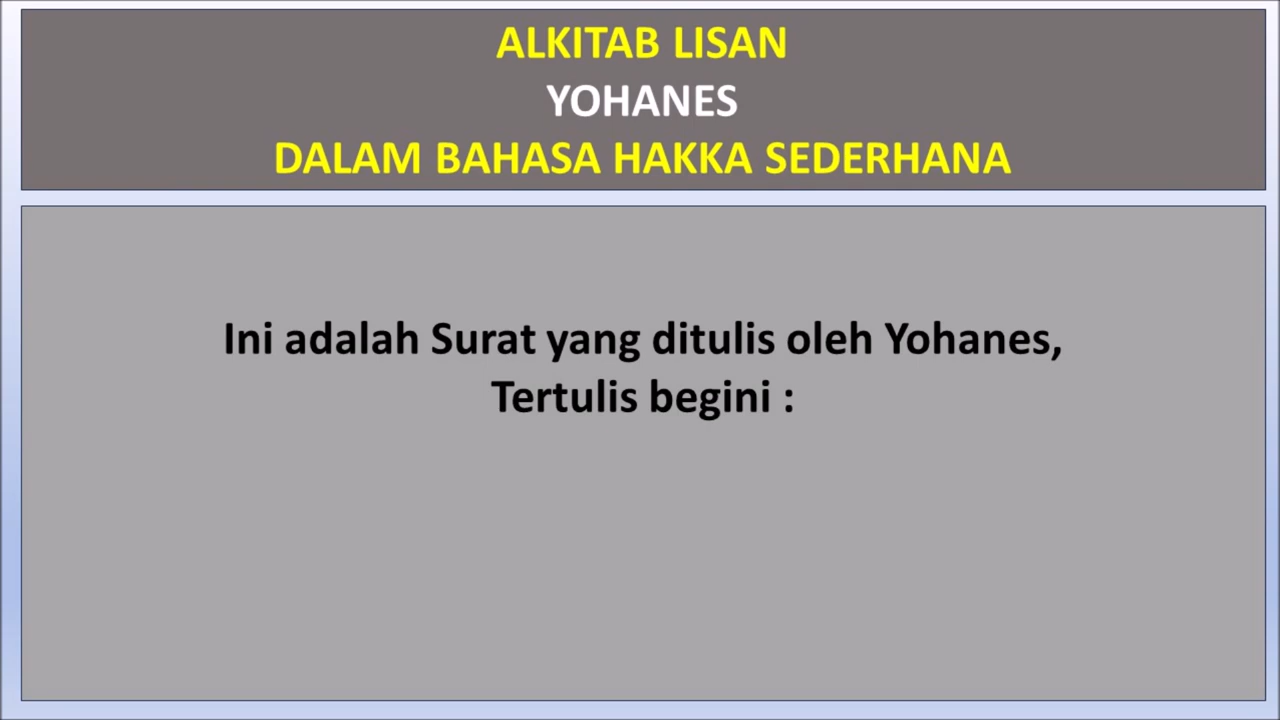 ALKITAB LISAN
YOHANES
DALAM BAHASA HAKKA SEDERHANA
Ini adalah Surat yang ditulis oleh Yohanes,
Tertulis begini :